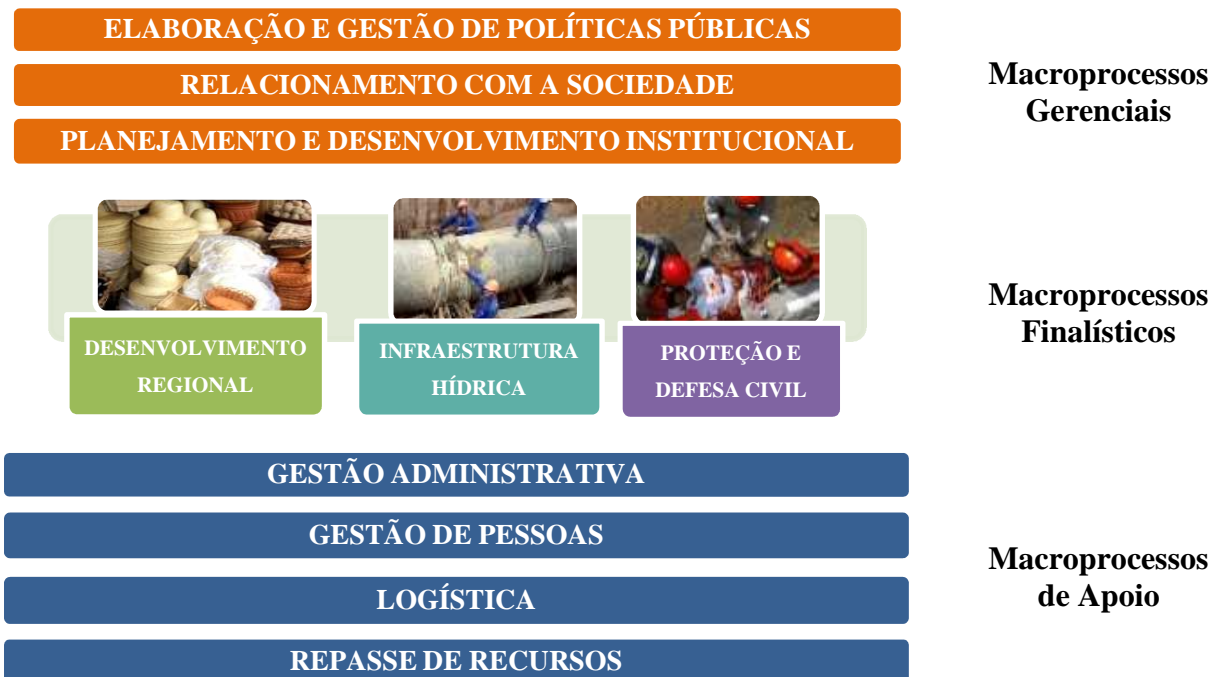 ELABORAÇÃO E GESTÃO DE POLÍTICAS PÚBLICAS
RELACIONAMENTO COM A SOCIEDADE
PLANEJAMENTO E DESENVOLVIMENTO INSTITUCIONAL
Macroprocessos
Gerenciais
DESENVOLVIMENTO
REGIONAL
INFRAESTRUTURA
HÍDRICA
PROTEÇÃO E
DEFESA CIVIL
Macroprocessos
Finalísticos
GESTÃO ADMINISTRATIVA
GESTÃO DE PESSOAS
LOGÍSTICA
REPASSE DE RECURSOS
Macroprocessos
de Apoio